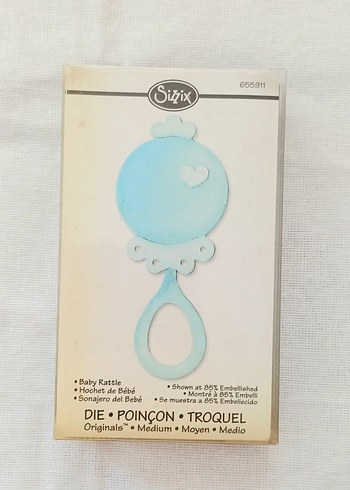 Sizzix
655911
• Baby Rattle
• Hochet de Bébé
• Sonajero del Bebé
• Shown at 85% Embellished
• Montré à 85% Embelli
• Se muestra a 85% Embellecido
DIE • POINÇON • TROQUEL
Originals™ • Medium • Moyen • Medio